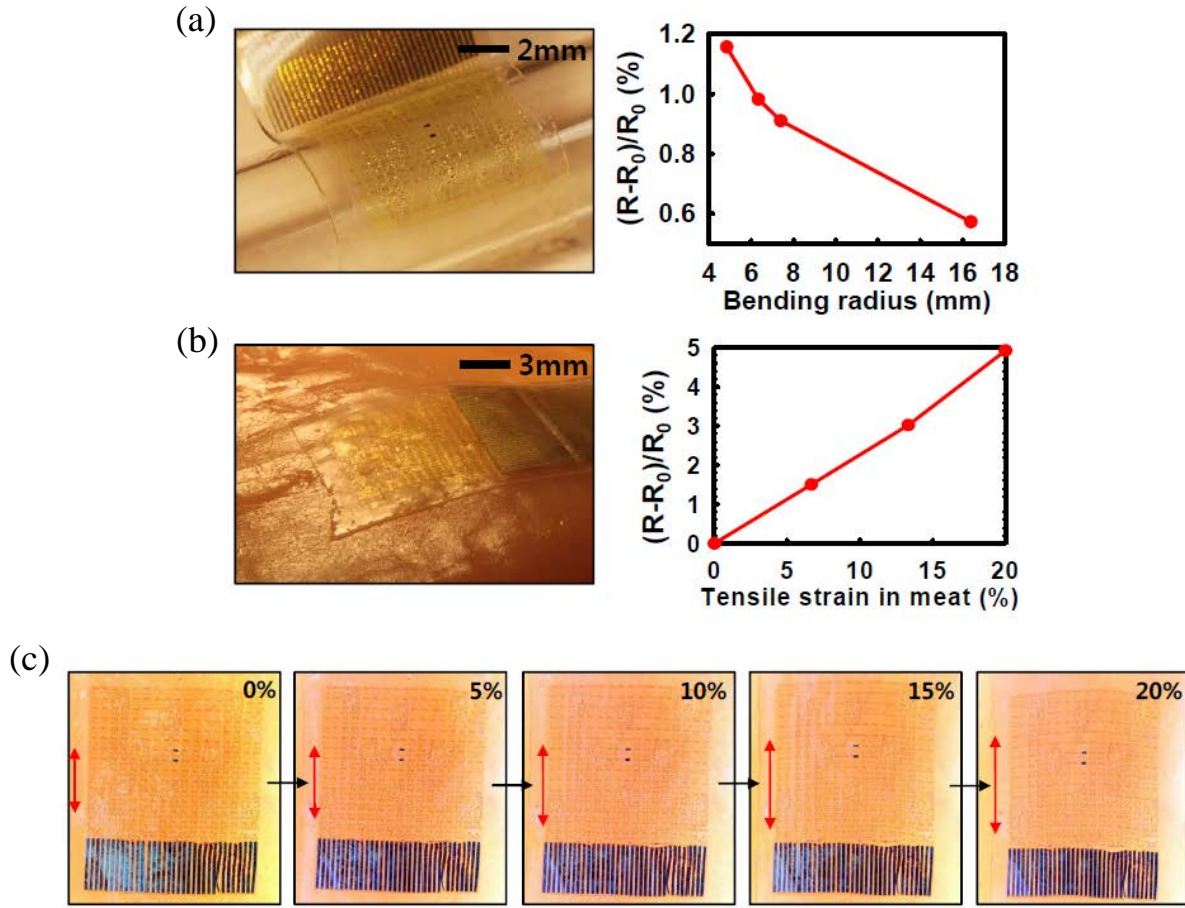 (a)
2mm
(R-R₀)/R₀ (%)
1.2
1.0
0.8
0.6
4 6 8 10 12 14 16 18
Bending radius (mm)
(b)
3mm
(R-R₀)/R₀ (%)
5
4
3
2
1
0
0 5 10 15 20
Tensile strain in meat (%)
(c)
0%
5%
10%
15%
20%